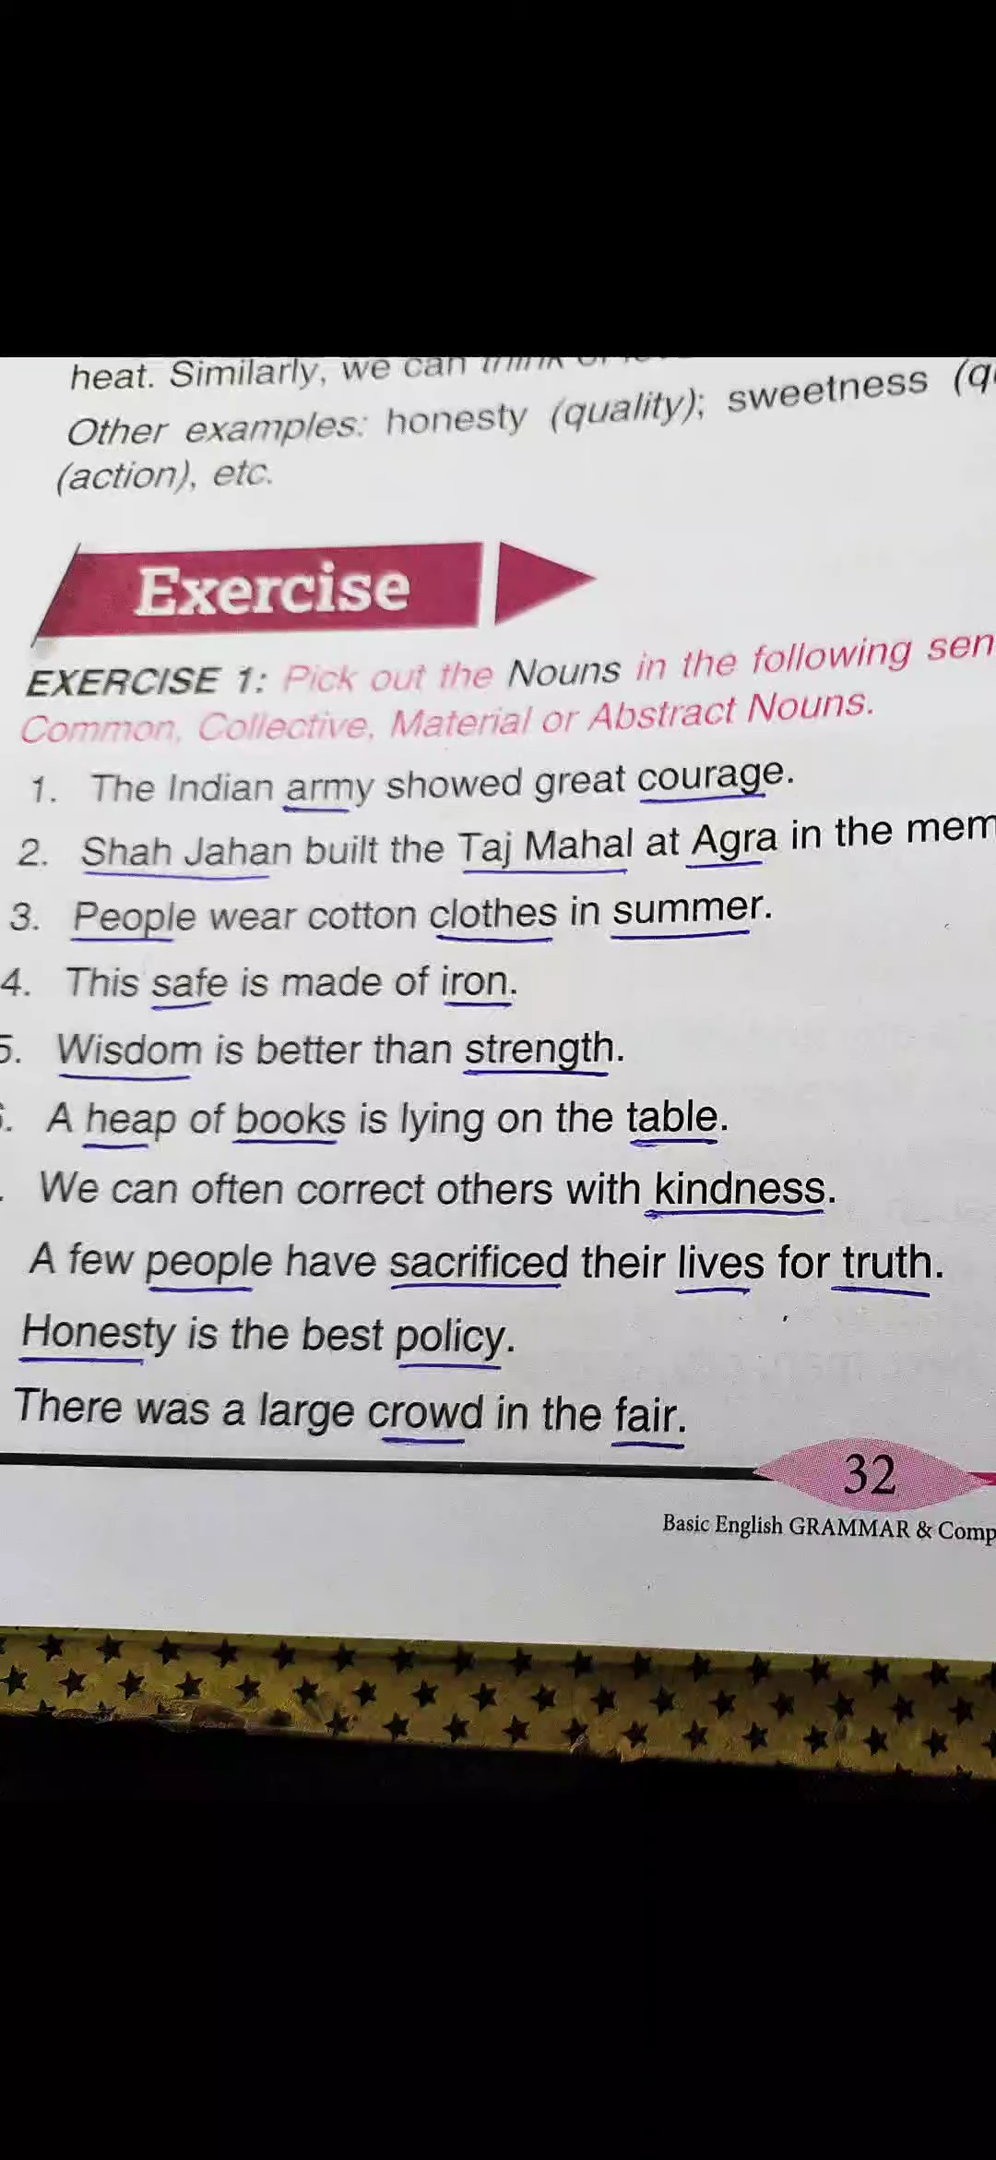 heat. Similarly, we can think
Other examples: honesty (quality); sweetness
(action), etc.
Exercise
EXERCISE 1: Pick out the Nouns in the following sen
Common, Collective, Material or Abstract Nouns.
1. The Indian army showed great courage.
2. Shah Jahan built the Taj Mahal at Agra in the mem
3. People wear cotton clothes in summer.
4. This safe is made of iron.
5. Wisdom is better than strength.
. A heap of books is lying on the table.
. We can often correct others with kindness.
A few people have sacrificed their lives for truth.
Honesty is the best policy.
There was a large crowd in the fair.
32
Basic English GRAMMAR & Comp